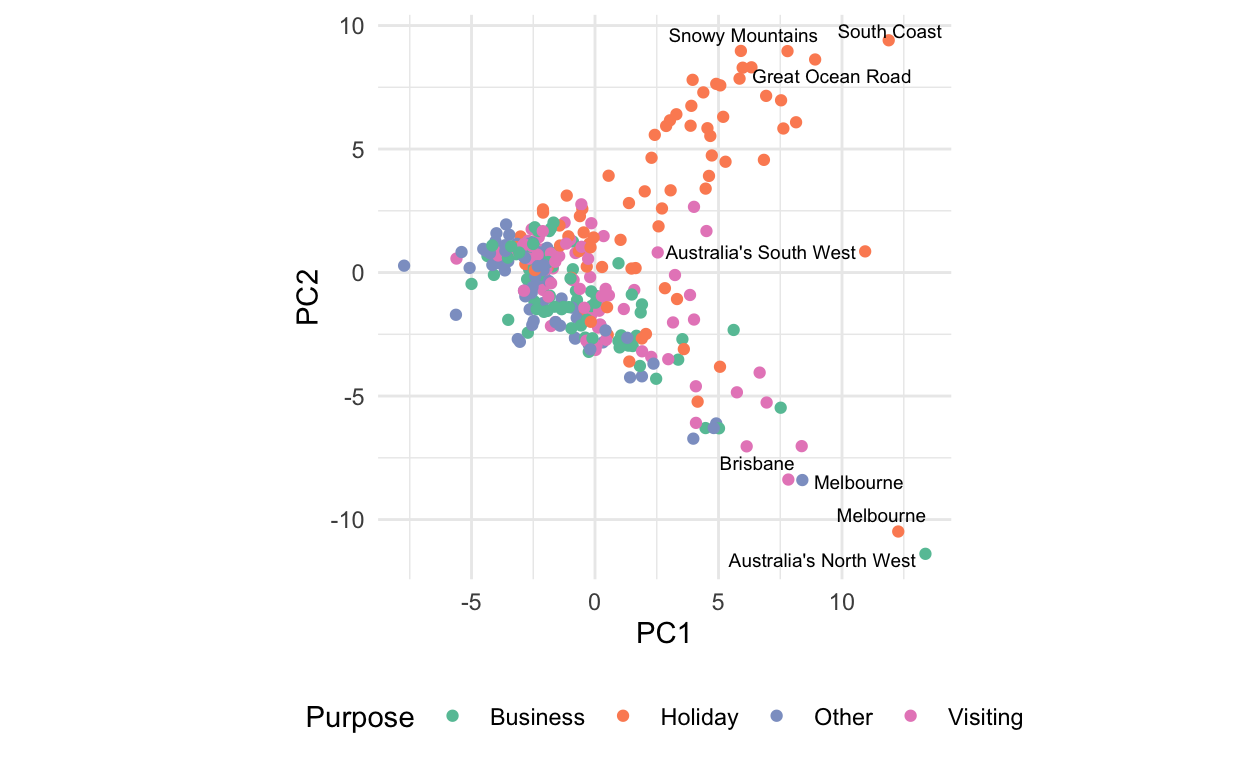 10
South Coast
Snowy Mountains
Great Ocean Road
5
Australia's South West
0
PC2
-5
Brisbane
Melbourne
Melbourne
-10
Australia's North West
-5 0 5 10
PC1
Purpose Business Holiday Other Visiting